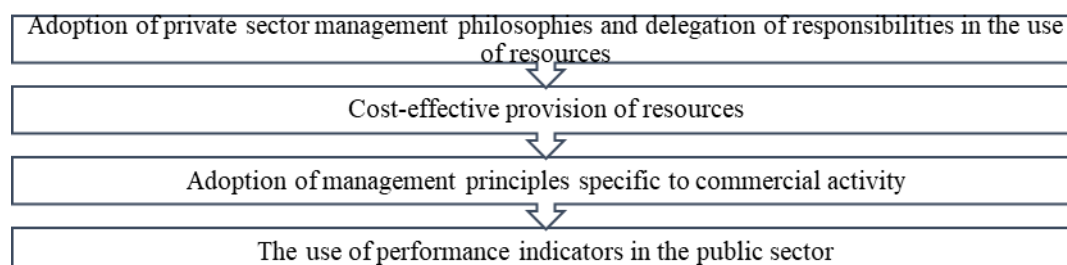 Adoption of private sector management philosophies and delegation of responsibilities in the use
of resources
Cost-effective provision of resources
Adoption of management principles specific to commercial activity
The use of performance indicators in the public sector